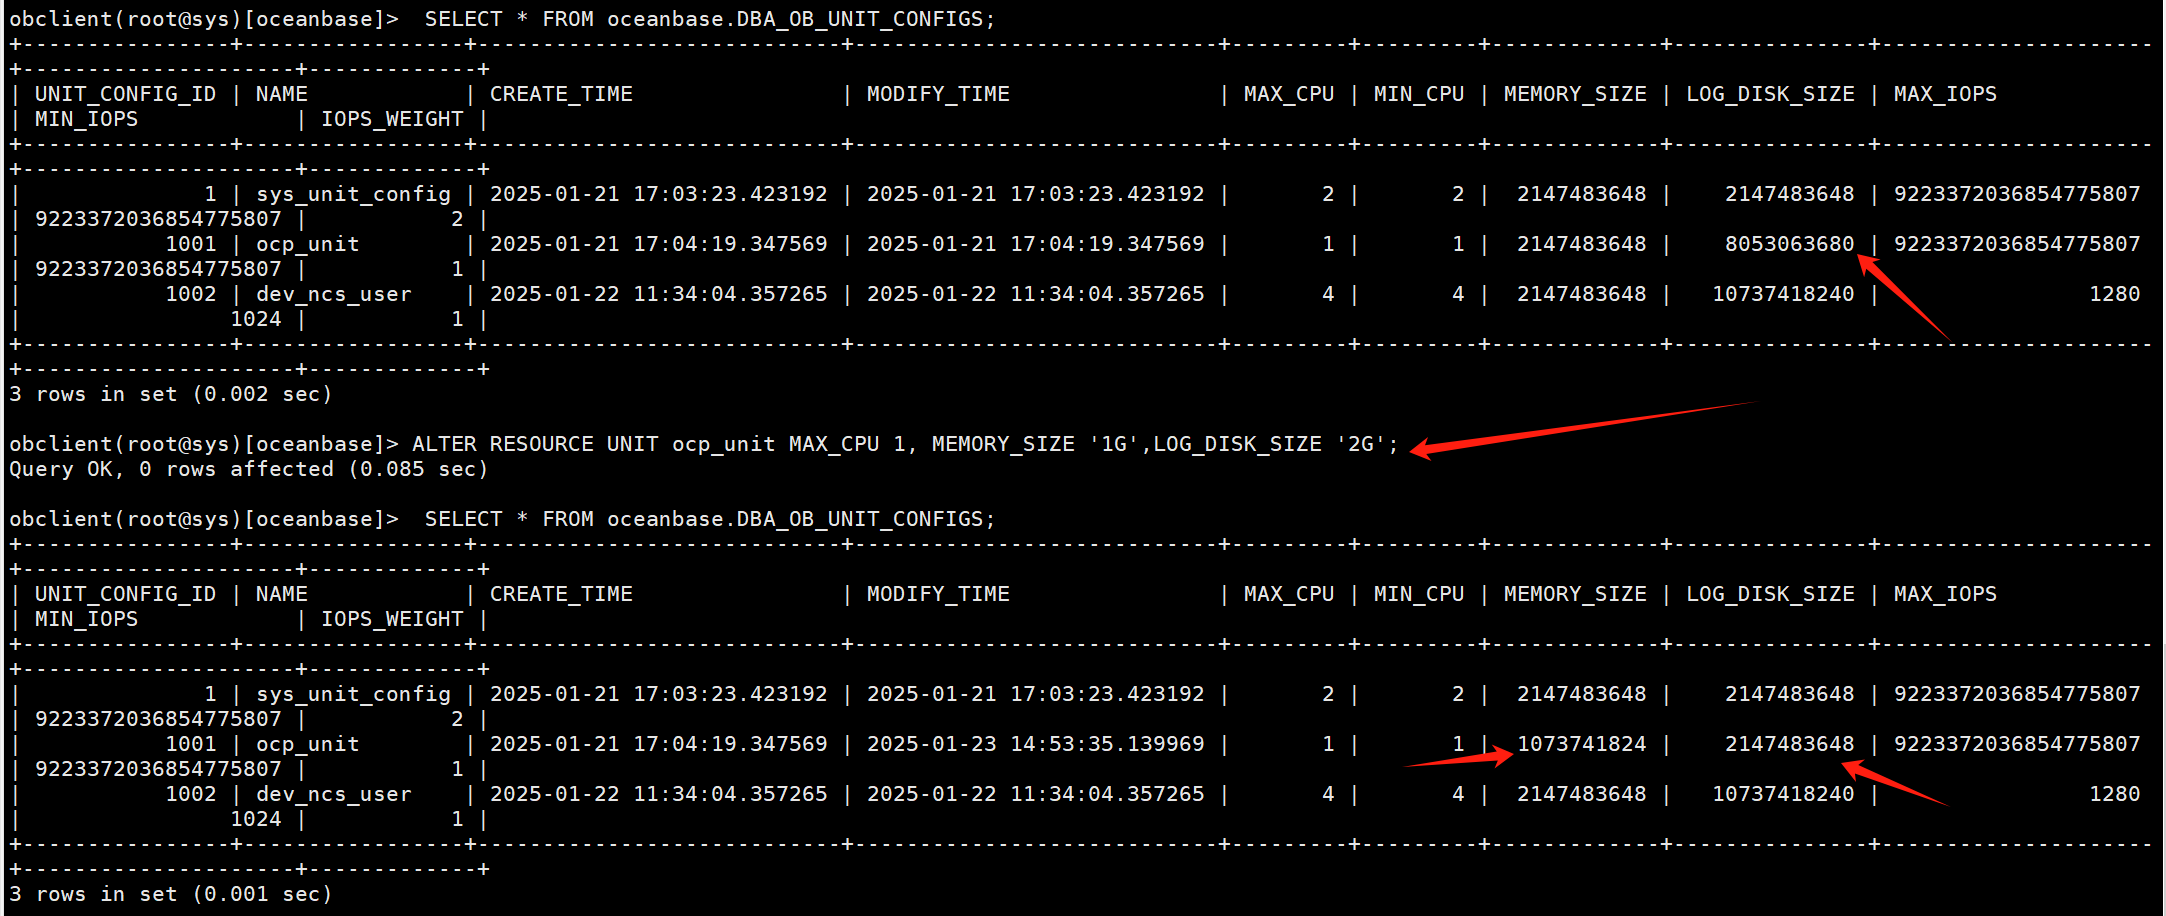 obclient(root@sys)[oceanbase]>  SELECT * FROM oceanbase.DBA_OB_UNIT_CONFIGS;
+----------------+-----------------+----------------------------+----------------------------+---------+---------+-------------+---------------+---------------------
+---------------------+-------------+
| UNIT_CONFIG_ID | NAME            | CREATE_TIME                | MODIFY_TIME                | MAX_CPU | MIN_CPU | MEMORY_SIZE | LOG_DISK_SIZE | MAX_IOPS
| MIN_IOPS            | IOPS_WEIGHT |
+----------------+-----------------+----------------------------+----------------------------+---------+---------+-------------+---------------+---------------------
+---------------------+-------------+
|              1 | sys_unit_config | 2025-01-21 17:03:23.423192 | 2025-01-21 17:03:23.423192 |       2 |       2 |  2147483648 |    2147483648 | 9223372036854775807
| 9223372036854775807 |           2 |
|           1001 | ocp_unit        | 2025-01-21 17:04:19.347569 | 2025-01-21 17:04:19.347569 |       1 |       1 |  2147483648 |    8053063680 | 9223372036854775807
| 9223372036854775807 |           1 |
|           1002 | dev_ncs_user    | 2025-01-22 11:34:04.357265 | 2025-01-22 11:34:04.357265 |       4 |       4 |  2147483648 |   10737418240 |                1280
|                1024 |           1 |
+----------------+-----------------+----------------------------+----------------------------+---------+---------+-------------+---------------+---------------------
+---------------------+-------------+
3 rows in set (0.002 sec)
obclient(root@sys)[oceanbase]> ALTER RESOURCE UNIT ocp_unit MAX_CPU 1, MEMORY_SIZE '1G',LOG_DISK_SIZE '2G';
Query OK, 0 rows affected (0.085 sec)
obclient(root@sys)[oceanbase]>  SELECT * FROM oceanbase.DBA_OB_UNIT_CONFIGS;
+----------------+-----------------+----------------------------+----------------------------+---------+---------+-------------+---------------+---------------------
+---------------------+-------------+
| UNIT_CONFIG_ID | NAME            | CREATE_TIME                | MODIFY_TIME                | MAX_CPU | MIN_CPU | MEMORY_SIZE | LOG_DISK_SIZE | MAX_IOPS
| MIN_IOPS            | IOPS_WEIGHT |
+----------------+-----------------+----------------------------+----------------------------+---------+---------+-------------+---------------+---------------------
+---------------------+-------------+
|              1 | sys_unit_config | 2025-01-21 17:03:23.423192 | 2025-01-21 17:03:23.423192 |       2 |       2 |  2147483648 |    2147483648 | 9223372036854775807
| 9223372036854775807 |           2 |
|           1001 | ocp_unit        | 2025-01-21 17:04:19.347569 | 2025-01-23 14:53:35.139969 |       1 |       1 |  1073741824 |    2147483648 | 9223372036854775807
| 9223372036854775807 |           1 |
|           1002 | dev_ncs_user    | 2025-01-22 11:34:04.357265 | 2025-01-22 11:34:04.357265 |       4 |       4 |  2147483648 |   10737418240 |                1280
|                1024 |           1 |
+----------------+-----------------+----------------------------+----------------------------+---------+---------+-------------+---------------+---------------------
+---------------------+-------------+
3 rows in set (0.001 sec)